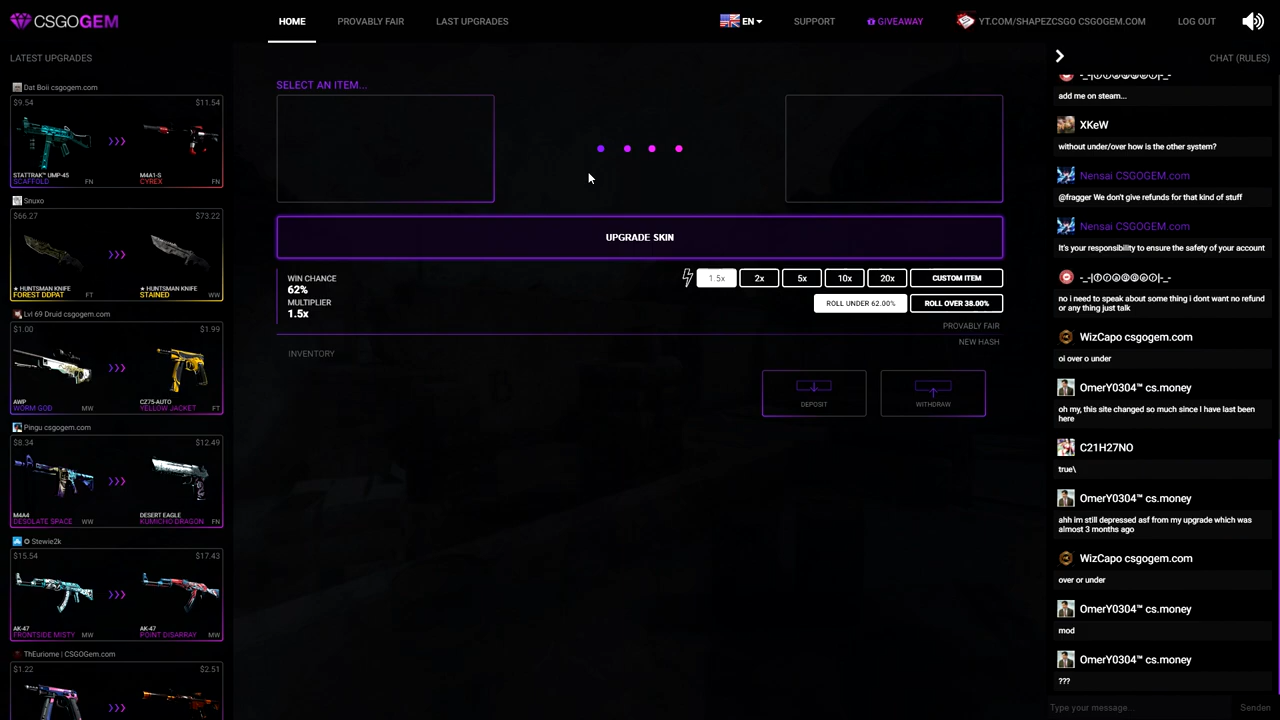 CSGOGEM
HOME
PROVABLY FAIR
LAST UPGRADES
EN
SUPPORT
GIVEAWAY
YT.COM/SHAPEZCSGO CSGOGEM.COM
LOG OUT
LATEST UPGRADES
Dat Boii csgogem.com
$9.54 $11.54
STATTRAK™ UMP-45 M4A1-S
SCAFFOLD FN CYREX FN
Snuxo
$66.27 $73.22
★ HUNTSMAN KNIFE ★ HUNTSMAN KNIFE
FOREST DDPAT FT STAINED WW
Lvl 69 Druid csgogem.com
$1.00 $1.99
AWP CZ75-AUTO
WORM GOD MW YELLOW JACKET FT
Pingu csgogem.com
$8.34 $12.49
M4A4 DESERT EAGLE
DESOLATE SPACE WW KUMICHO DRAGON FN
✪ Stewie2k
$15.54 $17.43
AK-47 AK-47
FRONTSIDE MISTY MW POINT DISARRAY MW
ThEuriome | CSGOGem.com
$1.22 $2.51
SELECT AN ITEM...
UPGRADE SKIN
WIN CHANCE
62%
MULTIPLIER
1.5x
1.5x 2x 5x 10x 20x CUSTOM ITEM
ROLL UNDER 62.00% ROLL OVER 38.00%
PROVABLY FAIR
NEW HASH
INVENTORY
DEPOSIT WITHDRAW
CHAT (RULES)
add me on steam...
XKeW
without under/over how is the other system?
Nensai CSGOGEM.com
@fragger We don't give refunds for that kind of stuff
Nensai CSGOGEM.com
It's your responsibility to ensure the safety of your account
no i need to speak about some thing i dont want no refund
or any thing just talk
WizCapo csgogem.com
oi over o under
OmerY0304™ cs.money
oh my, this site changed so much since I have last been
here
C21H27NO
true\
OmerY0304™ cs.money
ahh im still depressed asf from my upgrade which was
almost 3 months ago
WizCapo csgogem.com
over or under
OmerY0304™ cs.money
mod
OmerY0304™ cs.money
???
Type your message... Senden